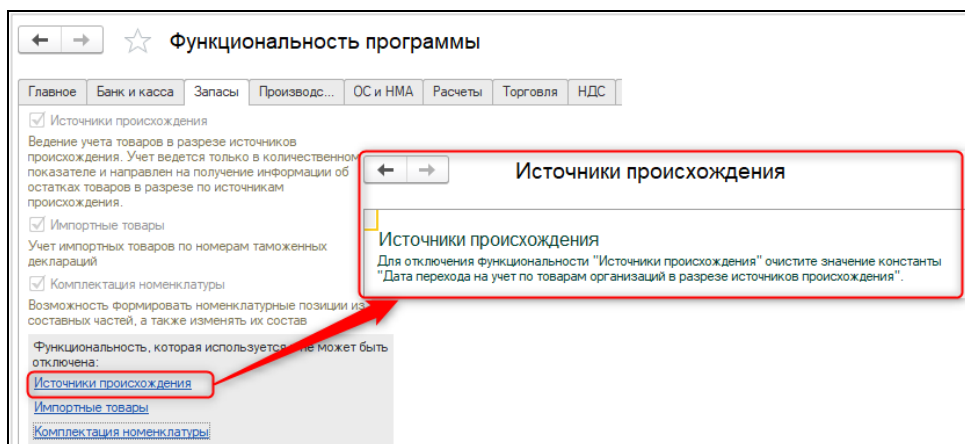 Функциональность программы
Главное Банк и касса Запасы Производс... ОС и НМА Расчеты Торговля НДС
Источники происхождения
Ведение учета товаров в разрезе источников
происхождения. Учет ведется только в количественном
показателе и направлен на получение информации об
остатках товаров в разрезе по источникам
происхождения.
Импортные товары
Учет импортных товаров по номерам таможенных
деклараций
Комплектация номенклатуры
Возможность формировать номенклатурные позиции из
составных частей, а также изменять их состав
Функциональность, которая используется не может быть
отключена:
Источники происхождения
Импортные товары
Комплектация номенклатуры
Источники происхождения
Источники происхождения
Для отключения функциональности "Источники происхождения" очистите значение константы
"Дата перехода на учет по товарам организаций в разрезе источников происхождения".